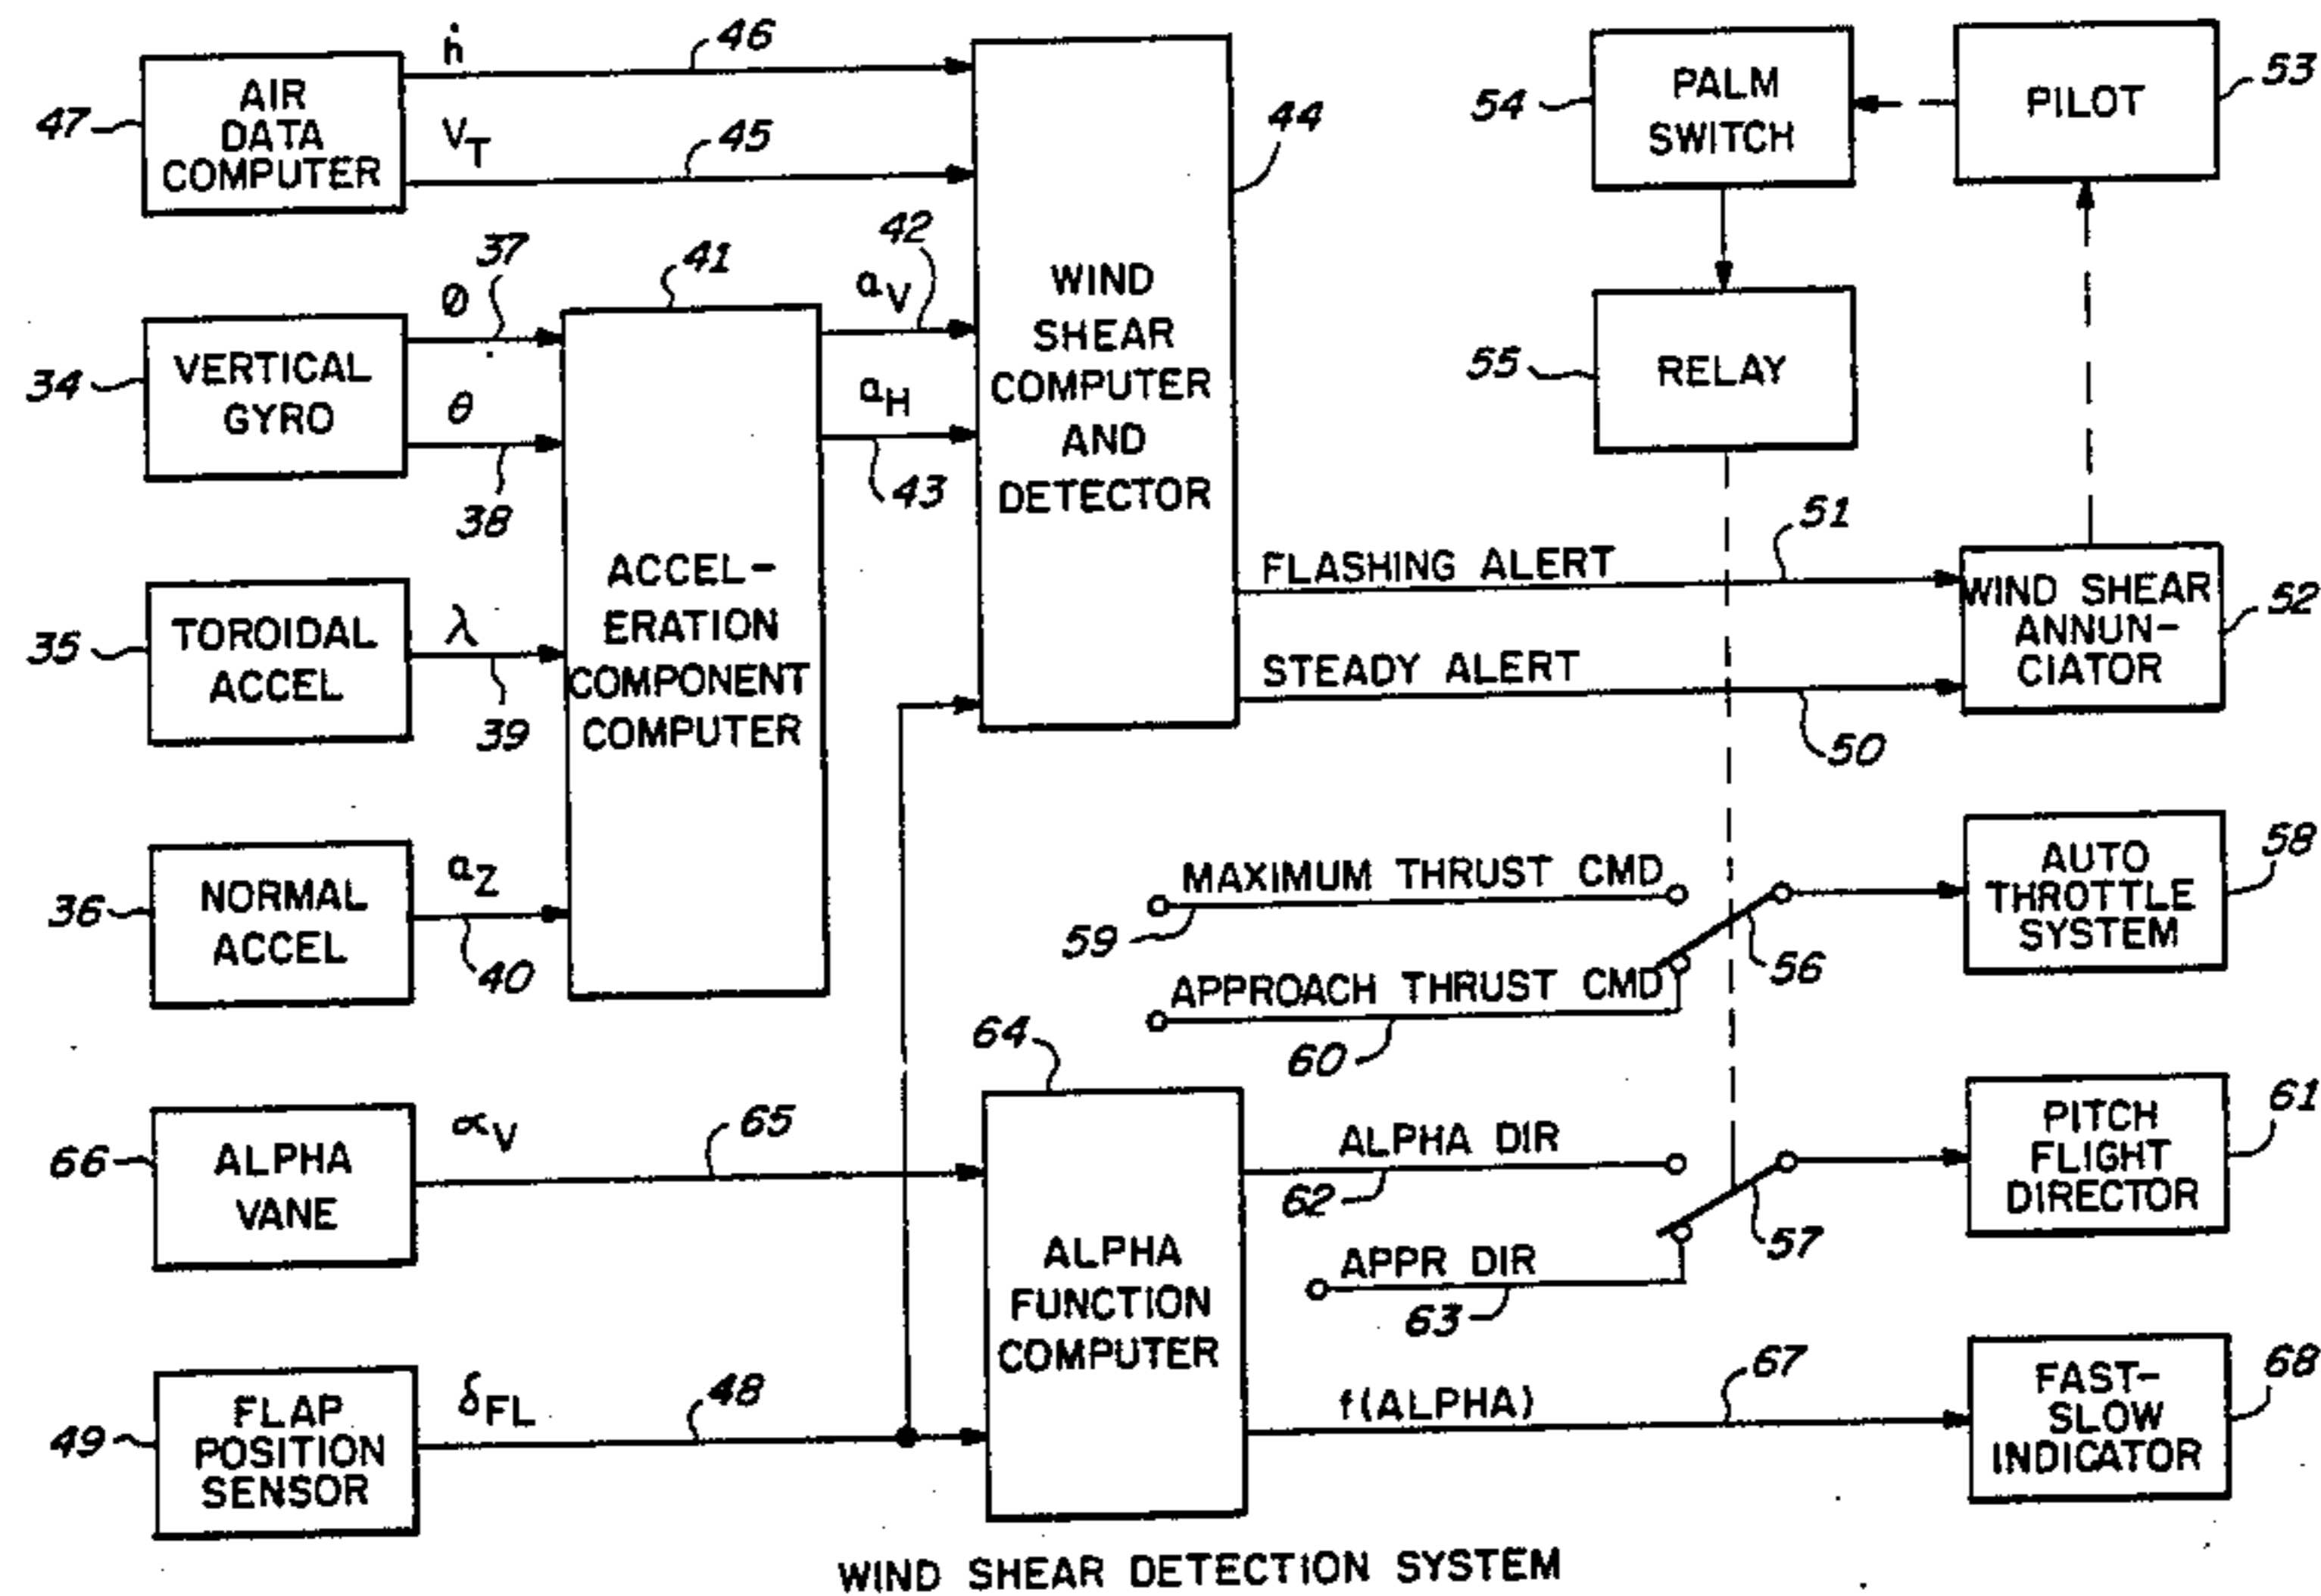 ḣ
46
AIR
DATA
COMPUTER
47
V_T
45
44
54
PALM
SWITCH
PILOT
53
37
Ø
41
42
a_V
34
VERTICAL
GYRO
θ
38
a_H
43
WIND
SHEAR
COMPUTER
AND
DETECTOR
55
RELAY
35
TOROIDAL
ACCEL
λ
39
ACCEL-
ERATION
COMPONENT
COMPUTER
FLASHING ALERT
51
STEADY ALERT
50
WIND SHEAR
ANNUN-
CIATOR
52
36
NORMAL
ACCEL
a_Z
40
MAXIMUM THRUST CMD
59
APPROACH THRUST CMD
60
56
AUTO
THROTTLE
SYSTEM
58
66
ALPHA
VANE
∝_V
65
64
ALPHA
FUNCTION
COMPUTER
ALPHA DIR
62
APPR DIR
63
57
PITCH
FLIGHT
DIRECTOR
61
49
FLAP
POSITION
SENSOR
δ_FL
48
f(ALPHA)
67
FAST-
SLOW
INDICATOR
68
WIND SHEAR DETECTION SYSTEM